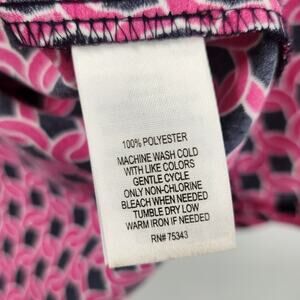 100% POLYESTER
MACHINE WASH COLD
WITH LIKE COLORS
GENTLE CYCLE
ONLY NON-CHLORINE
BLEACH WHEN NEEDED
TUMBLE DRY LOW
WARM IRON IF NEEDED
RN# 75343